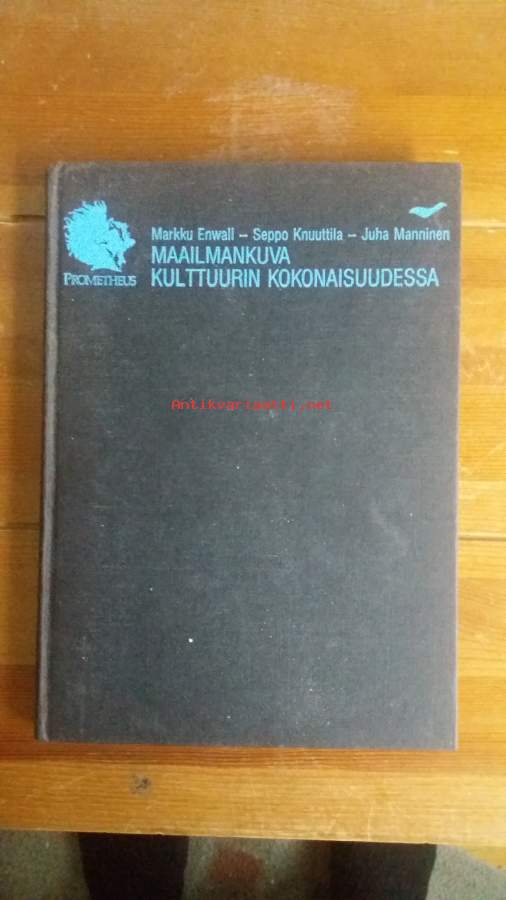 Markku Enwall – Seppo Knuuttila – Juha Manninen
MAAILMANKUVA
KULTTUURIN KOKONAISUUDESSA
PROMETHEUS
Antikvariaatti.net